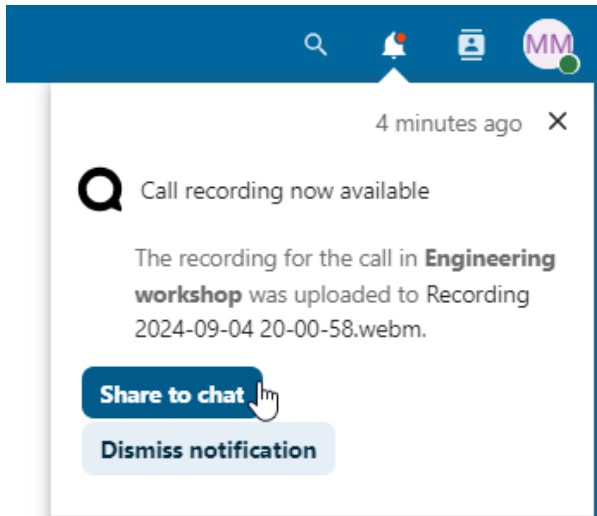 MM
4 minutes ago
Call recording now available
The recording for the call in Engineering
workshop was uploaded to Recording
2024-09-04 20-00-58.webm.
Share to chat
Dismiss notification